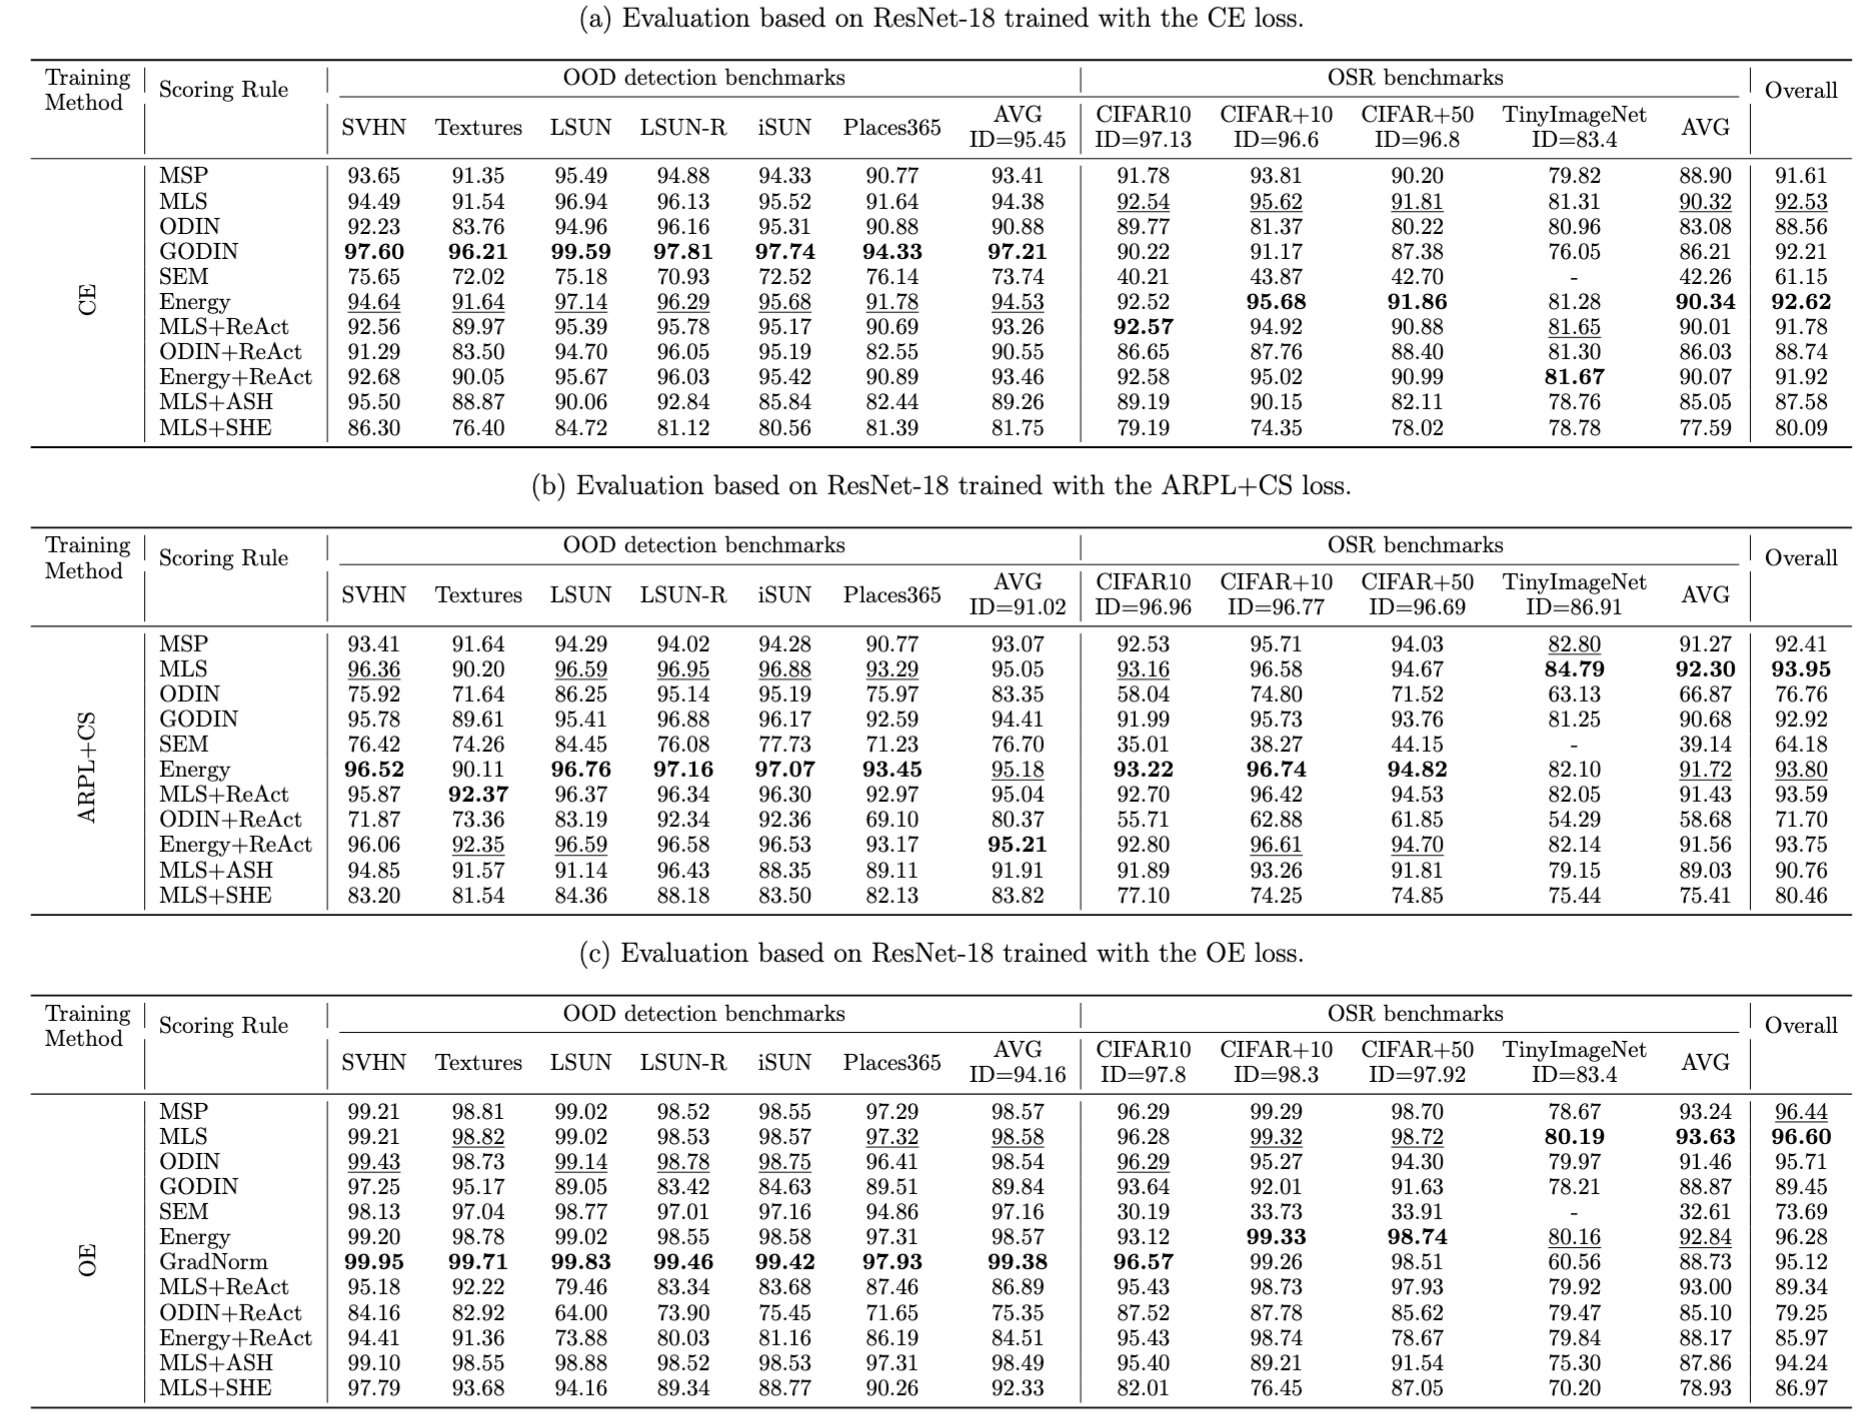 (a) Evaluation based on ResNet-18 trained with the CE loss.
Training Method | Scoring Rule | OOD detection benchmarks | OSR benchmarks | Overall
SVHN Textures LSUN LSUN-R iSUN Places365 AVG ID=95.45 | CIFAR10 ID=97.13 CIFAR+10 ID=96.6 CIFAR+50 ID=96.8 TinyImageNet ID=83.4 AVG
CE
MSP 93.65 91.35 95.49 94.88 94.33 90.77 93.41 91.78 93.81 90.20 79.82 88.90 91.61
MLS 94.49 91.54 96.94 96.13 95.52 91.64 94.38 92.54 95.62 91.81 81.31 90.32 92.53
ODIN 92.23 83.76 94.96 96.16 95.31 90.88 90.88 89.77 81.37 80.22 80.96 83.08 88.56
GODIN 97.60 96.21 99.59 97.81 97.74 94.33 97.21 90.22 91.17 87.38 76.05 86.21 92.21
SEM 75.65 72.02 75.18 70.93 72.52 76.14 73.74 40.21 43.87 42.70 - 42.26 61.15
Energy 94.64 91.64 97.14 96.29 95.68 91.78 94.53 92.52 95.68 91.86 81.28 90.34 92.62
MLS+ReAct 92.56 89.97 95.39 95.78 95.17 90.69 93.26 92.57 94.92 90.88 81.65 90.01 91.78
ODIN+ReAct 91.29 83.50 94.70 96.05 95.19 82.55 90.55 86.65 87.76 88.40 81.30 86.03 88.74
Energy+ReAct 92.68 90.05 95.67 96.03 95.42 90.89 93.46 92.58 95.02 90.99 81.67 90.07 91.92
MLS+ASH 95.50 88.87 90.06 92.84 85.84 82.44 89.26 89.19 90.15 82.11 78.76 85.05 87.58
MLS+SHE 86.30 76.40 84.72 81.12 80.56 81.39 81.75 79.19 74.35 78.02 78.78 77.59 80.09
(b) Evaluation based on ResNet-18 trained with the ARPL+CS loss.
Training Method | Scoring Rule | OOD detection benchmarks | OSR benchmarks | Overall
SVHN Textures LSUN LSUN-R iSUN Places365 AVG ID=91.02 | CIFAR10 ID=96.96 CIFAR+10 ID=96.77 CIFAR+50 ID=96.69 TinyImageNet ID=86.91 AVG
ARPL+CS
MSP 93.41 91.64 94.29 94.02 94.28 90.77 93.07 92.53 95.71 94.03 82.80 91.27 92.41
MLS 96.36 90.20 96.59 96.95 96.88 93.29 95.05 93.16 96.58 94.67 84.79 92.30 93.95
ODIN 75.92 71.64 86.25 95.14 95.19 75.97 83.35 58.04 74.80 71.52 63.13 66.87 76.76
GODIN 95.78 89.61 95.41 96.88 96.17 92.59 94.41 91.99 95.73 93.76 81.25 90.68 92.92
SEM 76.42 74.26 84.45 76.08 77.73 71.23 76.70 35.01 38.27 44.15 - 39.14 64.18
Energy 96.52 90.11 96.76 97.16 97.07 93.45 95.18 93.22 96.74 94.82 82.10 91.72 93.80
MLS+ReAct 95.87 92.37 96.37 96.34 96.30 92.97 95.04 92.70 96.42 94.53 82.05 91.43 93.59
ODIN+ReAct 71.87 73.36 83.19 92.34 92.36 69.10 80.37 55.71 62.88 61.85 54.29 58.68 71.70
Energy+ReAct 96.06 92.35 96.59 96.58 96.53 93.17 95.21 92.80 96.61 94.70 82.14 91.56 93.75
MLS+ASH 94.85 91.57 91.14 96.43 88.35 89.11 91.91 91.89 93.26 91.81 79.15 89.03 90.76
MLS+SHE 83.20 81.54 84.36 88.18 83.50 82.13 83.82 77.10 74.25 74.85 75.44 75.41 80.46
(c) Evaluation based on ResNet-18 trained with the OE loss.
Training Method | Scoring Rule | OOD detection benchmarks | OSR benchmarks | Overall
SVHN Textures LSUN LSUN-R iSUN Places365 AVG ID=94.16 | CIFAR10 ID=97.8 CIFAR+10 ID=98.3 CIFAR+50 ID=97.92 TinyImageNet ID=83.4 AVG
OE
MSP 99.21 98.81 99.02 98.52 98.55 97.29 98.57 96.29 99.29 98.70 78.67 93.24 96.44
MLS 99.21 98.82 99.02 98.53 98.57 97.32 98.58 96.28 99.32 98.72 80.19 93.63 96.60
ODIN 99.43 98.73 99.14 98.78 98.75 96.41 98.54 96.29 95.27 94.30 79.97 91.46 95.71
GODIN 97.25 95.17 89.05 83.42 84.63 89.51 89.84 93.64 92.01 91.63 78.21 88.87 89.45
SEM 98.13 97.04 98.77 97.01 97.16 94.86 97.16 30.19 33.73 33.91 - 32.61 73.69
Energy 99.20 98.78 99.02 98.55 98.58 97.31 98.57 93.12 99.33 98.74 80.16 92.84 96.28
GradNorm 99.95 99.71 99.83 99.46 99.42 97.93 99.38 96.57 99.26 98.51 60.56 88.73 95.12
MLS+ReAct 95.18 92.22 79.46 83.34 83.68 87.46 86.89 95.43 98.73 97.93 79.92 93.00 89.34
ODIN+ReAct 84.16 82.92 64.00 73.90 75.45 71.65 75.35 87.52 87.78 85.62 79.47 85.10 79.25
Energy+ReAct 94.41 91.36 73.88 80.03 81.16 86.19 84.51 95.43 98.74 78.67 79.84 88.17 85.97
MLS+ASH 99.10 98.55 98.88 98.52 98.53 97.31 98.49 95.40 89.21 91.54 75.30 87.86 94.24
MLS+SHE 97.79 93.68 94.16 89.34 88.77 90.26 92.33 82.01 76.45 87.05 70.20 78.93 86.97